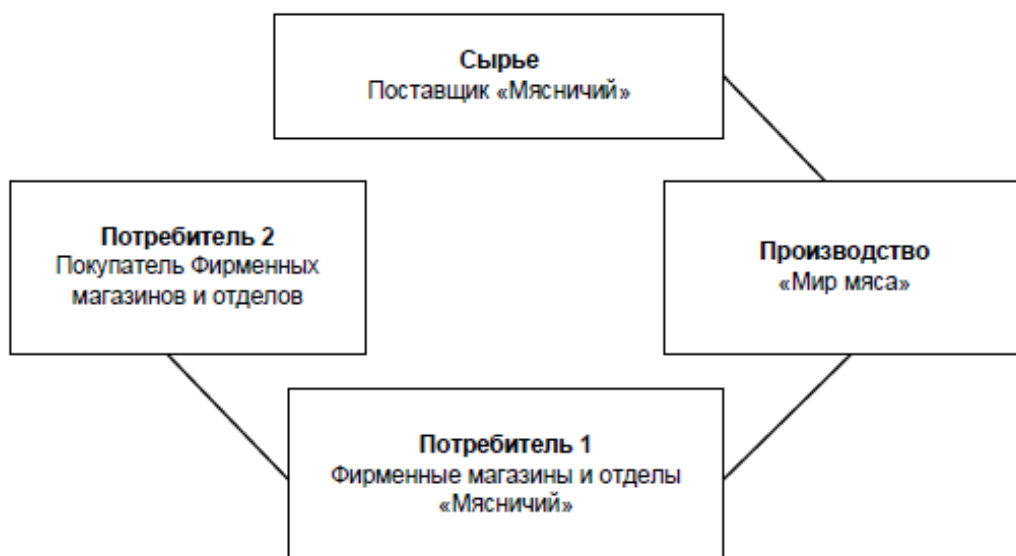 Сырье
Поставщик «Мясничий»
Потребитель 2
Покупатель Фирменных
магазинов и отделов
Производство
«Мир мяса»
Потребитель 1
Фирменные магазины и отделы
«Мясничий»